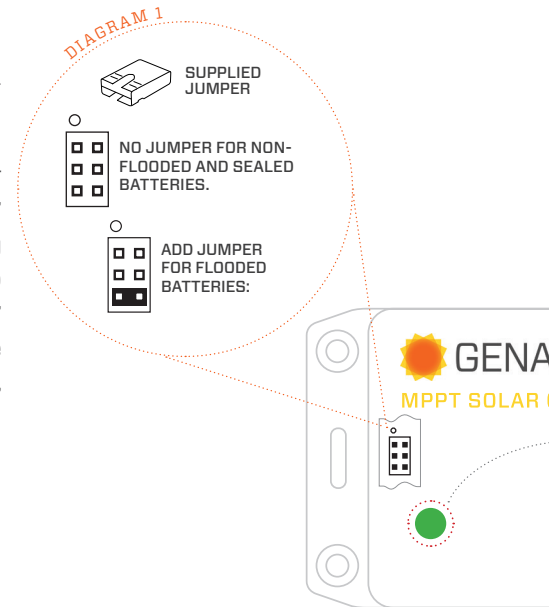 DIAGRAM 1
SUPPLIED
JUMPER
NO JUMPER FOR NON-
FLOODED AND SEALED
BATTERIES.
ADD JUMPER
FOR FLOODED
BATTERIES:
GENA
MPPT SOLAR